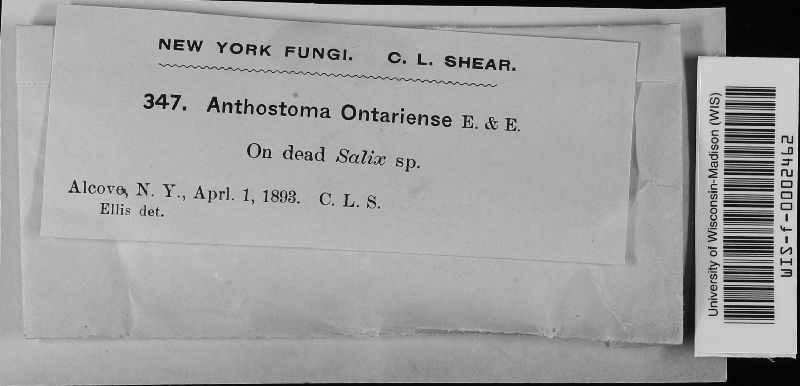 NEW YORK FUNGI. C. L. SHEAR.
347. Anthostoma Ontariense E. & E.
On dead Salix sp.
Alcove, N. Y., Aprl. 1, 1893. C. L. S.
Ellis det.
University of Wisconsin-Madison (WIS)
WIS-f-0002462